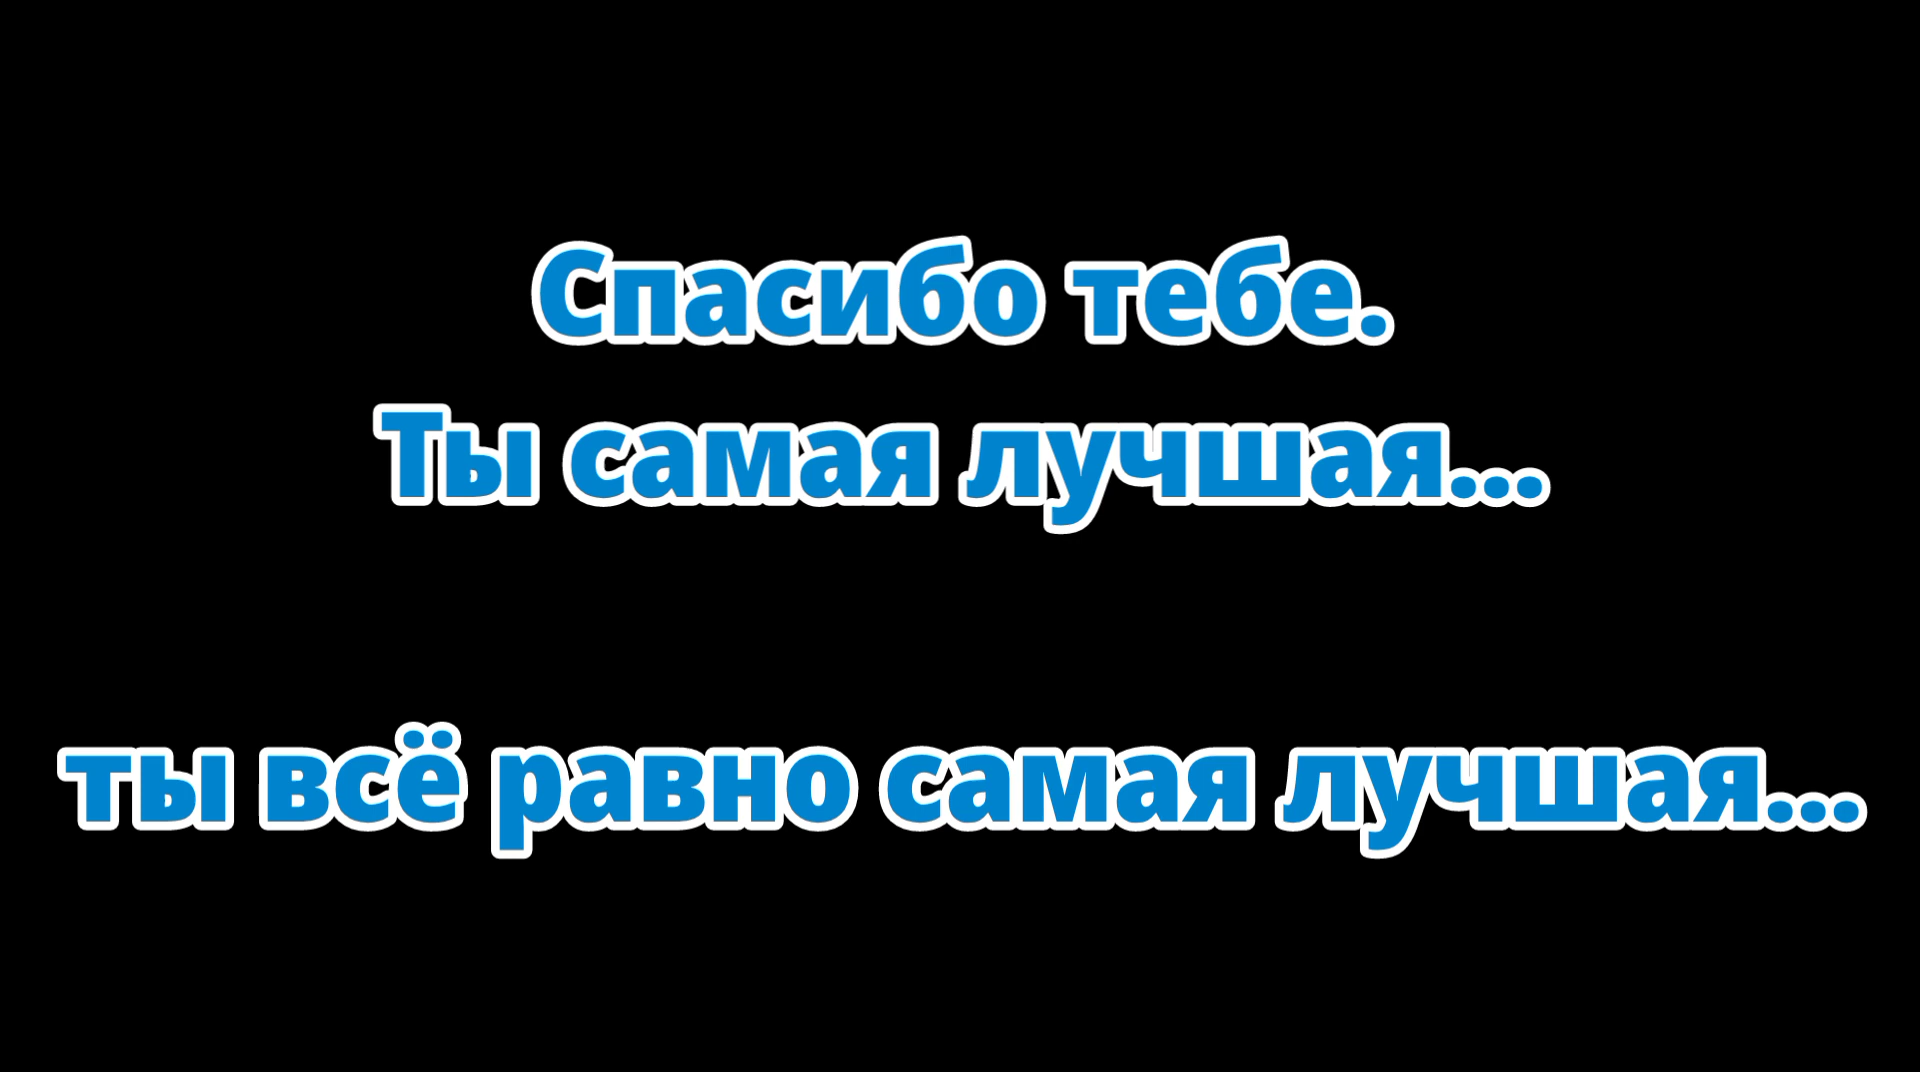 Спасибо тебе.
Ты самая лучшая...
ты всё равно самая лучшая...